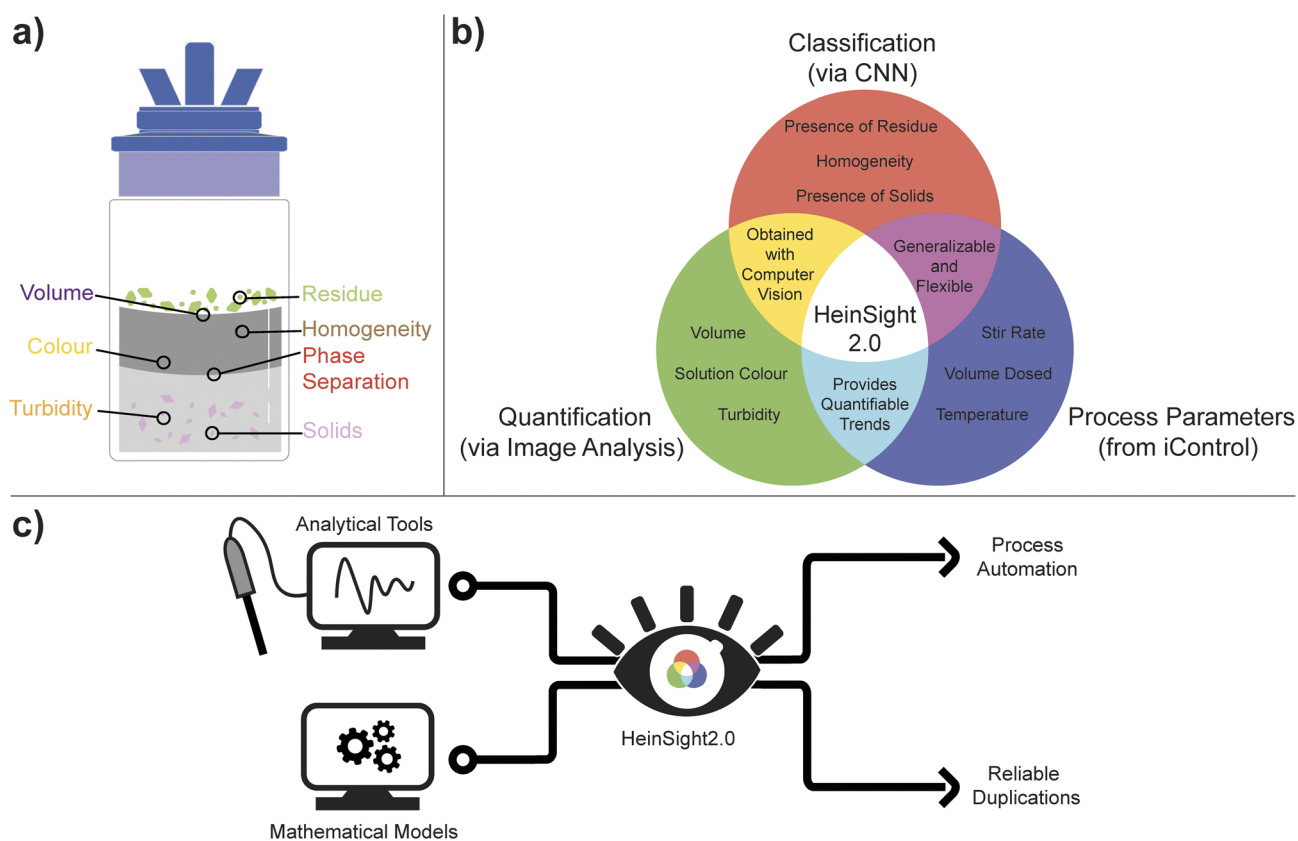 a)
Volume
Colour
Turbidity
Residue
Homogeneity
Phase
Separation
Solids
b)
Classification
(via CNN)
Presence of Residue
Homogeneity
Presence of Solids
Obtained
with
Computer
Vision
Generalizable
and
Flexible
HeinSight
2.0
Volume
Solution Colour
Turbidity
Provides
Quantifiable
Trends
Stir Rate
Volume Dosed
Temperature
Quantification
(via Image Analysis)
Process Parameters
(from iControl)
c)
Analytical Tools
Mathematical Models
HeinSight2.0
Process
Automation
Reliable
Duplications